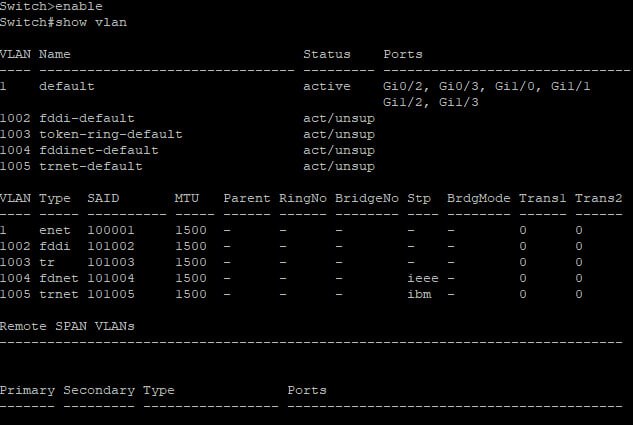 Switch>enable
Switch#show vlan
VLAN Name                             Status    Ports
---- -------------------------------- --------- -------------------------------
1    default                          active    Gi0/2, Gi0/3, Gi1/0, Gi1/1
                                                Gi1/2, Gi1/3
1002 fddi-default                     act/unsup
1003 token-ring-default               act/unsup
1004 fddinet-default                  act/unsup
1005 trnet-default                    act/unsup
VLAN Type  SAID       MTU   Parent RingNo BridgeNo Stp  BrdgMode Trans1 Trans2
---- ----- ---------- ----- ------ ------ -------- ---- -------- ------ ------
1    enet  100001     1500  -      -      -        -    -        0      0
1002 fddi  101002     1500  -      -      -        -    -        0      0
1003 tr    101003     1500  -      -      -        -    -        0      0
1004 fdnet 101004     1500  -      -      -        ieee -        0      0
1005 trnet 101005     1500  -      -      -        ibm  -        0      0
Remote SPAN VLANs
------------------------------------------------------------------------------
Primary Secondary Type              Ports
------- --------- ----------------- ------------------------------------------